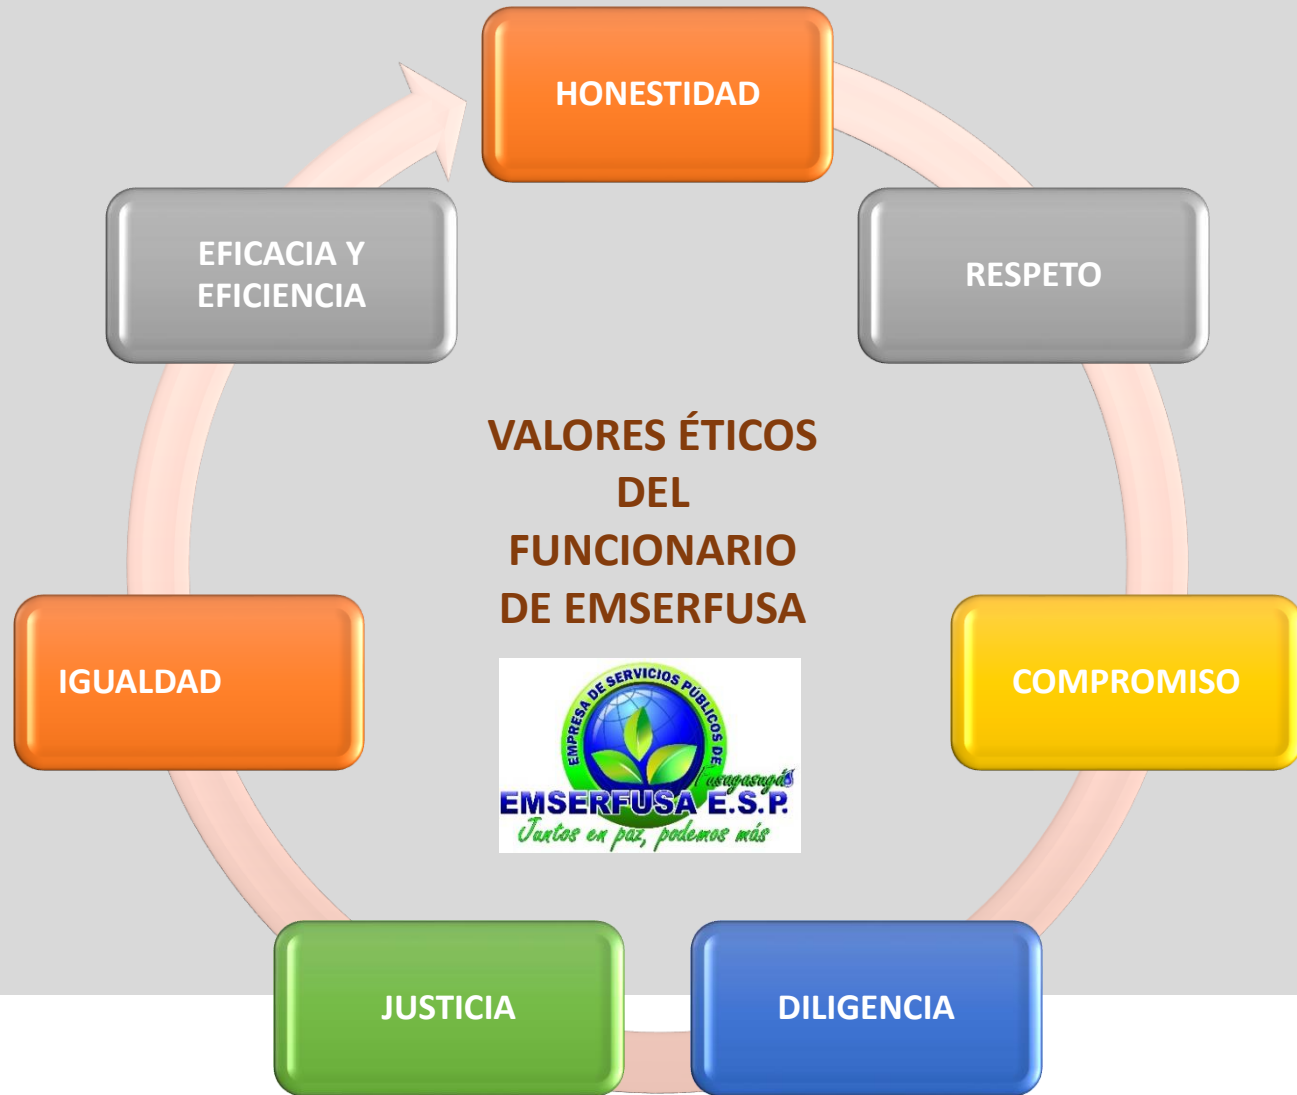 HONESTIDAD
RESPETO
COMPROMISO
DILIGENCIA
JUSTICIA
IGUALDAD
EFICACIA Y
EFICIENCIA
VALORES ÉTICOS
DEL
FUNCIONARIO
DE EMSERFUSA
EMPRESA DE SERVICIOS PÚBLICOS DE
Fusagasugá
EMSERFUSA E.S.P.
Juntos en paz, podemos más